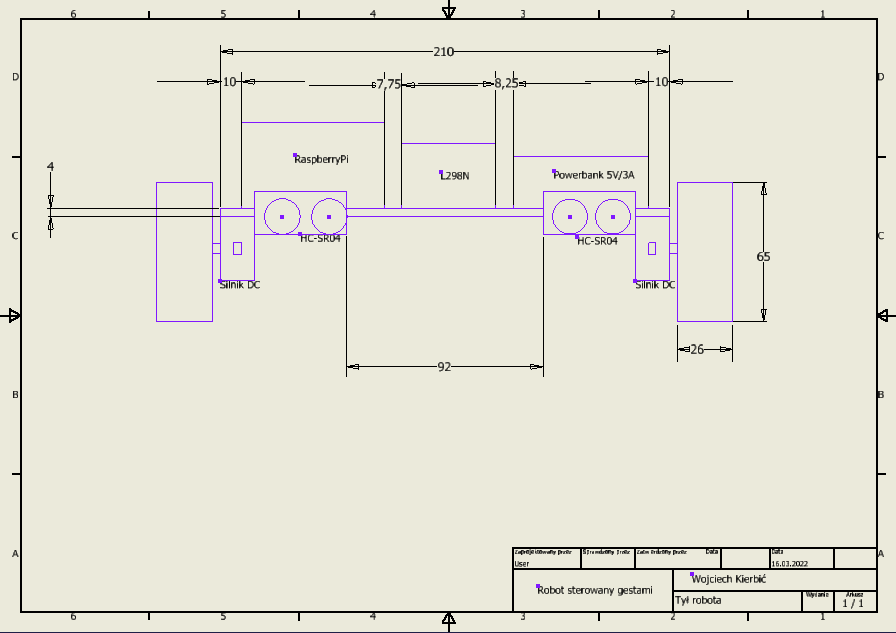 6 5 4 3 2 1
210
D D
10 7,75 8,25 10
RaspberryPi
4
L298N
Powerbank 5V/3A
C C
HC-SR04
HC-SR04
65
Silnik DC
Silnik DC
26
92
B B
A A
Zaprojektowany przez Sprawdzony przez Zatwierdzony przez Data Data
User 16.03.2022
Wojciech Kierbić
Robot sterowany gestami
Tył robota
Wydanie Arkusz
1 / 1
6 5 4 3 2 1